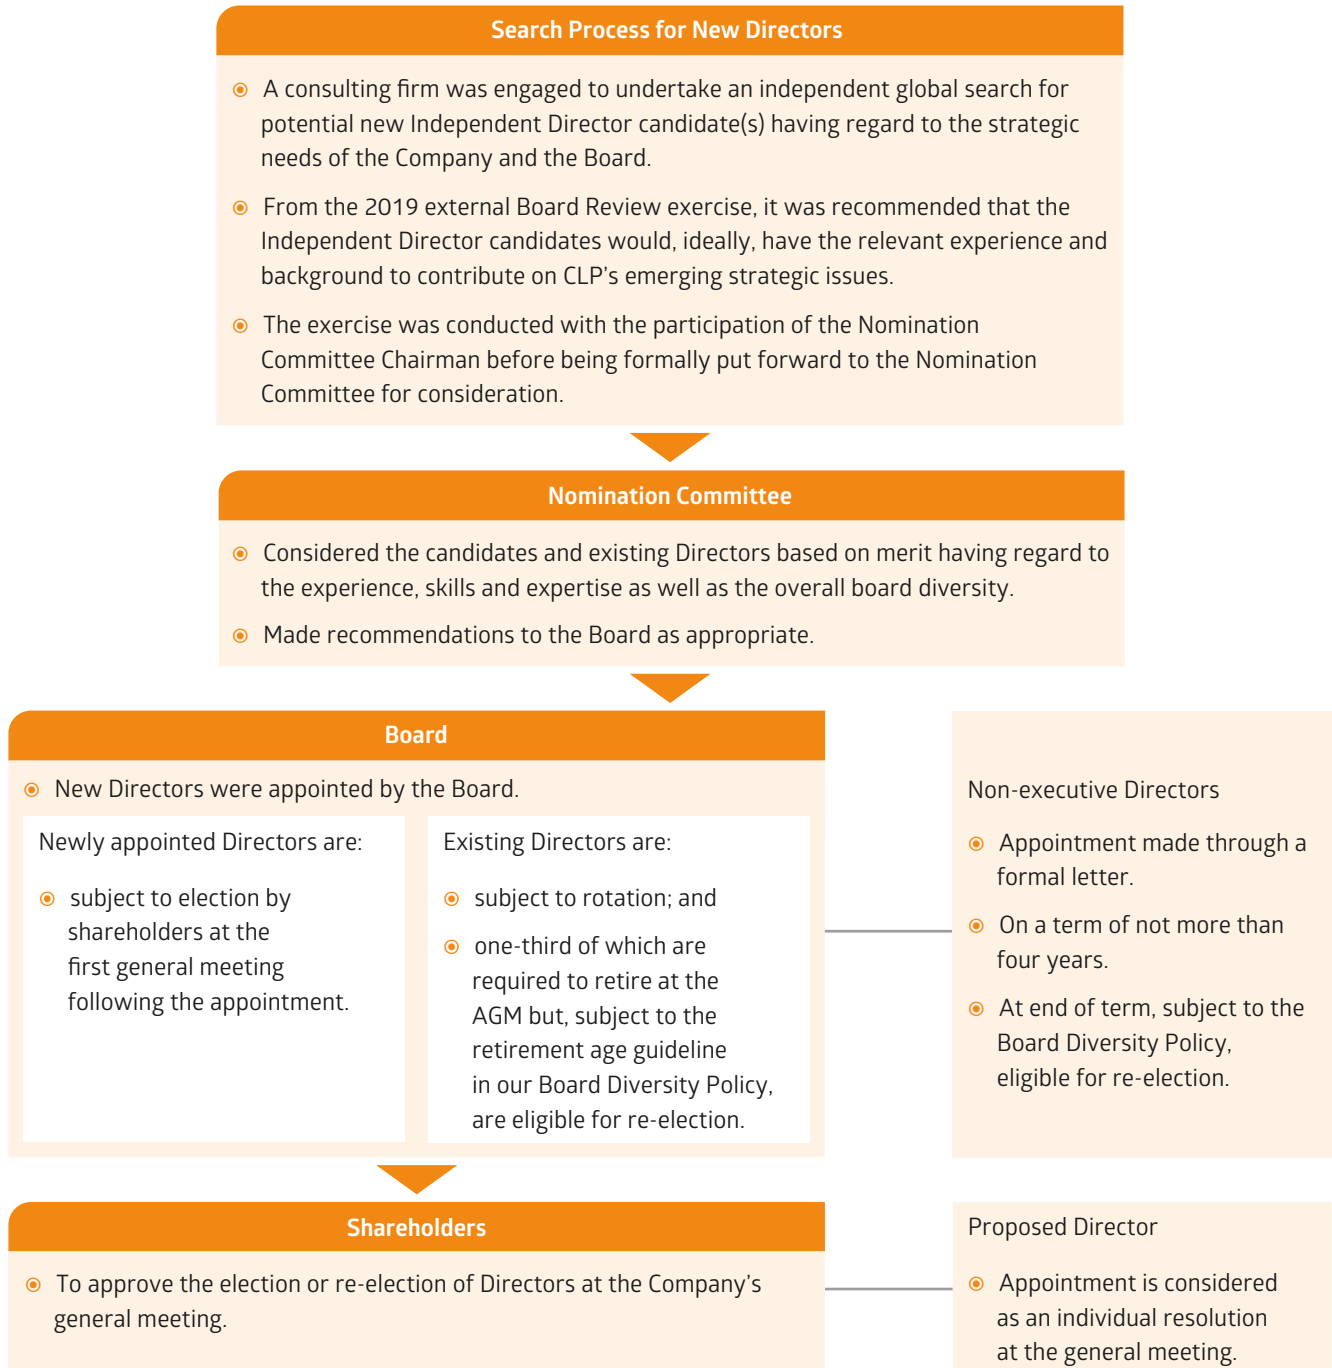 Search Process for New Directors
A consulting firm was engaged to undertake an independent global search for
potential new Independent Director candidate(s) having regard to the strategic
needs of the Company and the Board.
From the 2019 external Board Review exercise, it was recommended that the
Independent Director candidates would, ideally, have the relevant experience and
background to contribute on CLP's emerging strategic issues.
The exercise was conducted with the participation of the Nomination
Committee Chairman before being formally put forward to the Nomination
Committee for consideration.
Nomination Committee
Considered the candidates and existing Directors based on merit having regard to
the experience, skills and expertise as well as the overall board diversity.
Made recommendations to the Board as appropriate.
Board
New Directors were appointed by the Board.
Newly appointed Directors are:
subject to election by
shareholders at the
first general meeting
following the appointment.
Existing Directors are:
subject to rotation; and
one-third of which are
required to retire at the
AGM but, subject to the
retirement age guideline
in our Board Diversity Policy,
are eligible for re-election.
Non-executive Directors
Appointment made through a
formal letter.
On a term of not more than
four years.
At end of term, subject to the
Board Diversity Policy,
eligible for re-election.
Shareholders
To approve the election or re-election of Directors at the Company's
general meeting.
Proposed Director
Appointment is considered
as an individual resolution
at the general meeting.